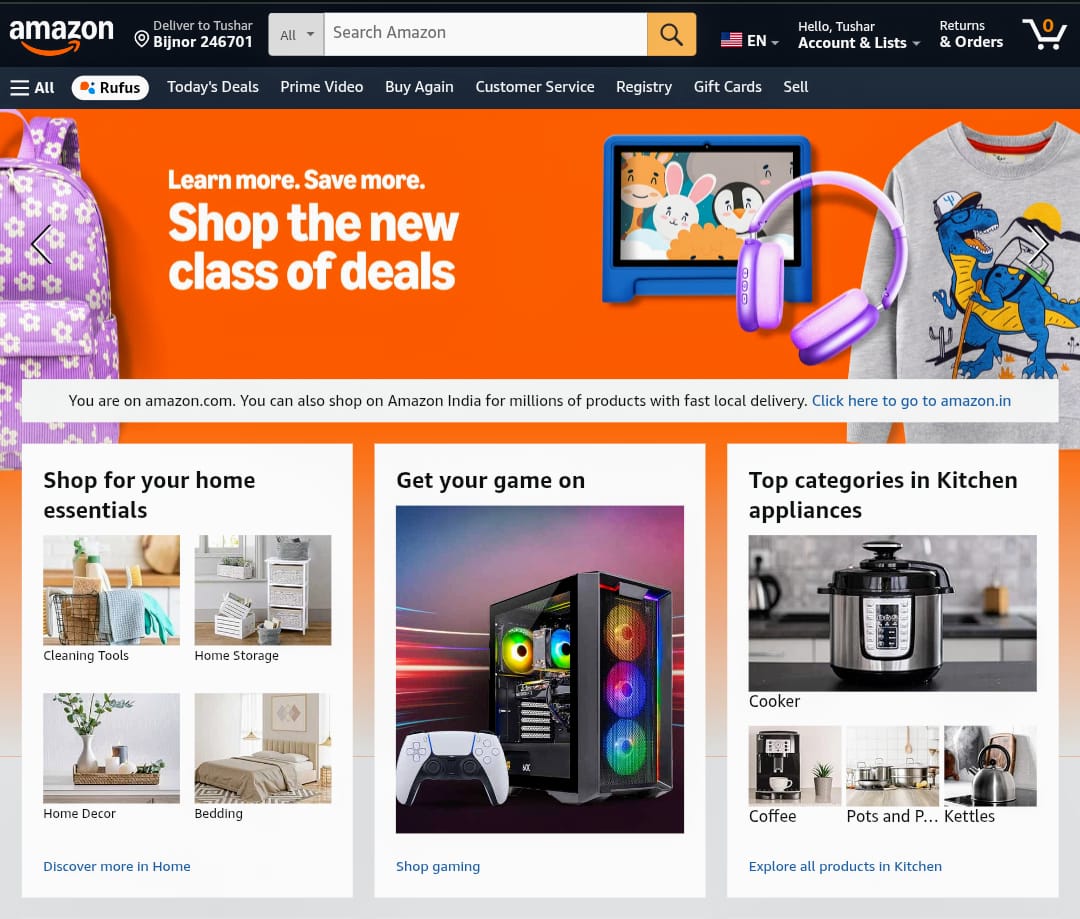 amazon
Deliver to Tushar
Bijnor 246701
All
Search Amazon
EN
Hello, Tushar
Account & Lists
Returns
& Orders
0
All
Rufus
Today's Deals
Prime Video
Buy Again
Customer Service
Registry
Gift Cards
Sell
Learn more. Save more.
Shop the new
class of deals
You are on amazon.com. You can also shop on Amazon India for millions of products with fast local delivery. Click here to go to amazon.in
Shop for your home
essentials
Cleaning Tools
Home Storage
Home Decor
Bedding
Discover more in Home
Get your game on
Shop gaming
Top categories in Kitchen
appliances
Cooker
Coffee
Pots and P...
Kettles
Explore all products in Kitchen